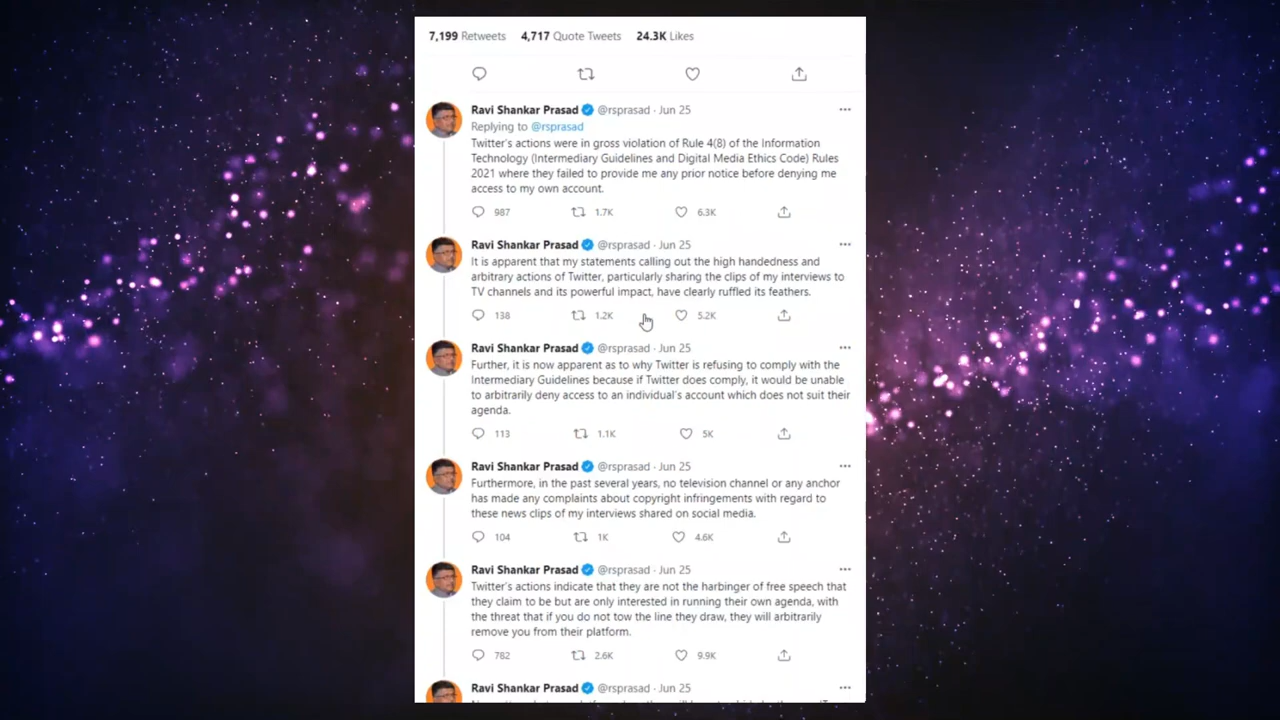 7,199 Retweets 4,717 Quote Tweets 24.3K Likes
Ravi Shankar Prasad @rsprasad · Jun 25
Replying to @rsprasad
Twitter's actions were in gross violation of Rule 4(8) of the Information
Technology (Intermediary Guidelines and Digital Media Ethics Code) Rules
2021 where they failed to provide me any prior notice before denying me
access to my own account.
987 1.7K 6.3K
Ravi Shankar Prasad @rsprasad · Jun 25
It is apparent that my statements calling out the high handedness and
arbitrary actions of Twitter, particularly sharing the clips of my interviews to
TV channels and its powerful impact, have clearly ruffled its feathers.
138 1.2K 5.2K
Ravi Shankar Prasad @rsprasad · Jun 25
Further, it is now apparent as to why Twitter is refusing to comply with the
Intermediary Guidelines because if Twitter does comply, it would be unable
to arbitrarily deny access to an individual's account which does not suit their
agenda.
113 1.1K 5K
Ravi Shankar Prasad @rsprasad · Jun 25
Furthermore, in the past several years, no television channel or any anchor
has made any complaints about copyright infringements with regard to
these news clips of my interviews shared on social media.
104 1K 4.6K
Ravi Shankar Prasad @rsprasad · Jun 25
Twitter's actions indicate that they are not the harbinger of free speech that
they claim to be but are only interested in running their own agenda, with
the threat that if you do not tow the line they draw, they will arbitrarily
remove you from their platform.
782 2.6K 9.9K
Ravi Shankar Prasad @rsprasad · Jun 25